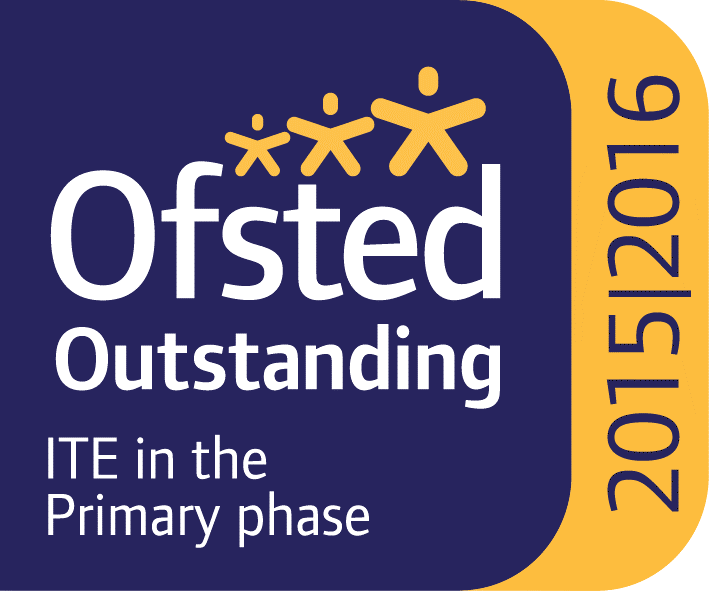 Ofsted
Outstanding
ITE in the
Primary phase
2015|2016